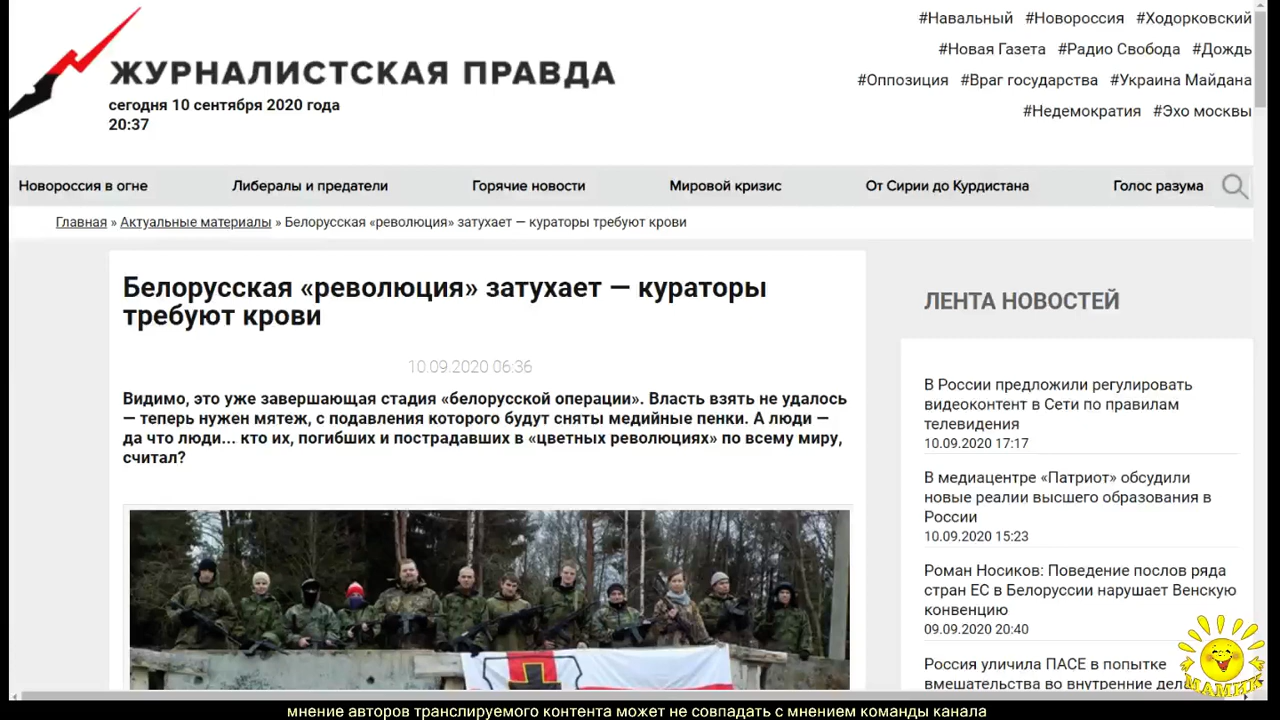 #Навальный #Новороссия #Ходорковский
ЖУРНАЛИСТСКАЯ ПРАВДА
#Новая Газета #Радио Свобода #Дождь
#Оппозиция #Враг государства #Украина Майдана
сегодня 10 сентября 2020 года
20:37
#Недемократия #Эхо москвы
Новороссия в огне Либералы и предатели Горячие новости Мировой кризис От Сирии до Курдистана Голос разума
Главная » Актуальные материалы » Белорусская «революция» затухает — кураторы требуют крови
Белорусская «революция» затухает — кураторы
требуют крови
10.09.2020 06:36
Видимо, это уже завершающая стадия «белорусской операции». Власть взять не удалось
— теперь нужен мятеж, с подавления которого будут сняты медийные пенки. А люди —
да что люди... кто их, погибших и пострадавших в «цветных революциях» по всему миру,
считал?
ЛЕНТА НОВОСТЕЙ
В России предложили регулировать
видеоконтент в Сети по правилам
телевидения
10.09.2020 17:17
В медиацентре «Патриот» обсудили
новые реалии высшего образования в
России
10.09.2020 15:23
Роман Носиков: Поведение послов ряда
стран ЕС в Белоруссии нарушает Венскую
конвенцию
09.09.2020 20:40
Россия уличила ПАСЕ в попытке
вмешательства во внутренние дела
МАМИК
мнение авторов транслируемого контента может не совпадать с мнением команды канала